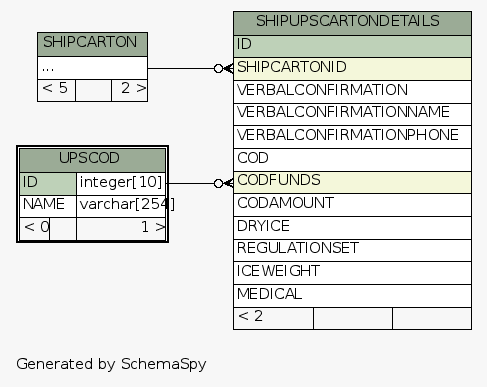 SHIPCARTON
...
< 5 2 >
UPSCOD
ID integer[10]
NAME varchar[254]
< 0 1 >
SHIPUPSCARTONDETAILS
ID
SHIPCARTONID
VERBALCONFIRMATION
VERBALCONFIRMATIONNAME
VERBALCONFIRMATIONPHONE
COD
CODFUNDS
CODAMOUNT
DRYICE
REGULATIONSET
ICEWEIGHT
MEDICAL
< 2
Generated by SchemaSpy